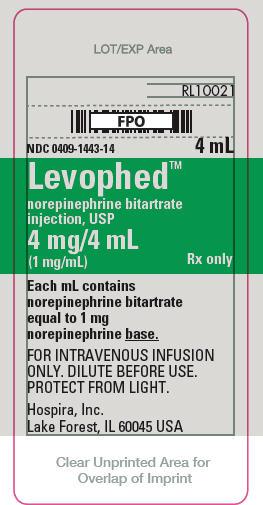 LOT/EXP Area
RL10021
FPO
NDC 0409-1443-14 4 mL
Levophed™
norepinephrine bitartrate
injection, USP
4 mg/4 mL
(1 mg/mL) Rx only
Each mL contains
norepinephrine bitartrate
equal to 1 mg
norepinephrine base.
FOR INTRAVENOUS INFUSION
ONLY. DILUTE BEFORE USE.
PROTECT FROM LIGHT.
Hospira, Inc.
Lake Forest, IL 60045 USA
Clear Unprinted Area for
Overlap of Imprint